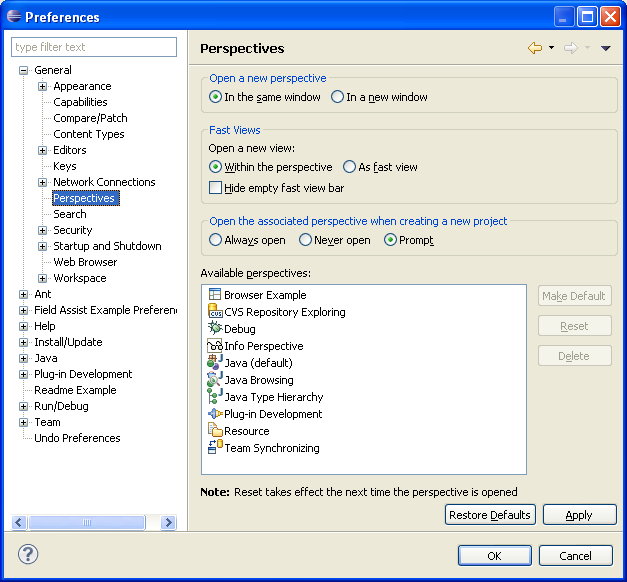 Preferences
type filter text
General
Appearance
Capabilities
Compare/Patch
Content Types
Editors
Keys
Network Connections
Perspectives
Search
Security
Startup and Shutdown
Web Browser
Workspace
Ant
Field Assist Example Preferen
Help
Install/Update
Java
Plug-in Development
Readme Example
Run/Debug
Team
Undo Preferences
Perspectives
Open a new perspective
In the same window In a new window
Fast Views
Open a new view:
Within the perspective As fast view
Hide empty fast view bar
Open the associated perspective when creating a new project
Always open Never open Prompt
Available perspectives:
Browser Example
CVS Repository Exploring
Debug
Info Perspective
Java (default)
Java Browsing
Java Type Hierarchy
Plug-in Development
Resource
Team Synchronizing
Make Default
Reset
Delete
Note: Reset takes effect the next time the perspective is opened
Restore Defaults Apply
OK Cancel